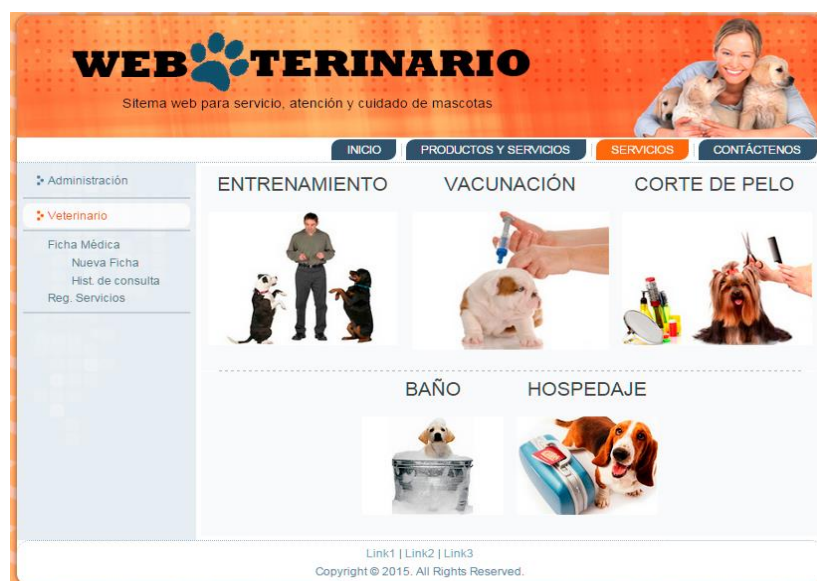 WEB TERINARIO
Sitema web para servicio, atención y cuidado de mascotas
INICIO | PRODUCTOS Y SERVICIOS | SERVICIOS | CONTÁCTENOS
Administración
Veterinario
Ficha Médica
Nueva Ficha
Hist. de consulta
Reg. Servicios
ENTRENAMIENTO VACUNACIÓN CORTE DE PELO
BAÑO HOSPEDAJE
Link1 | Link2 | Link3
Copyright © 2015. All Rights Reserved.